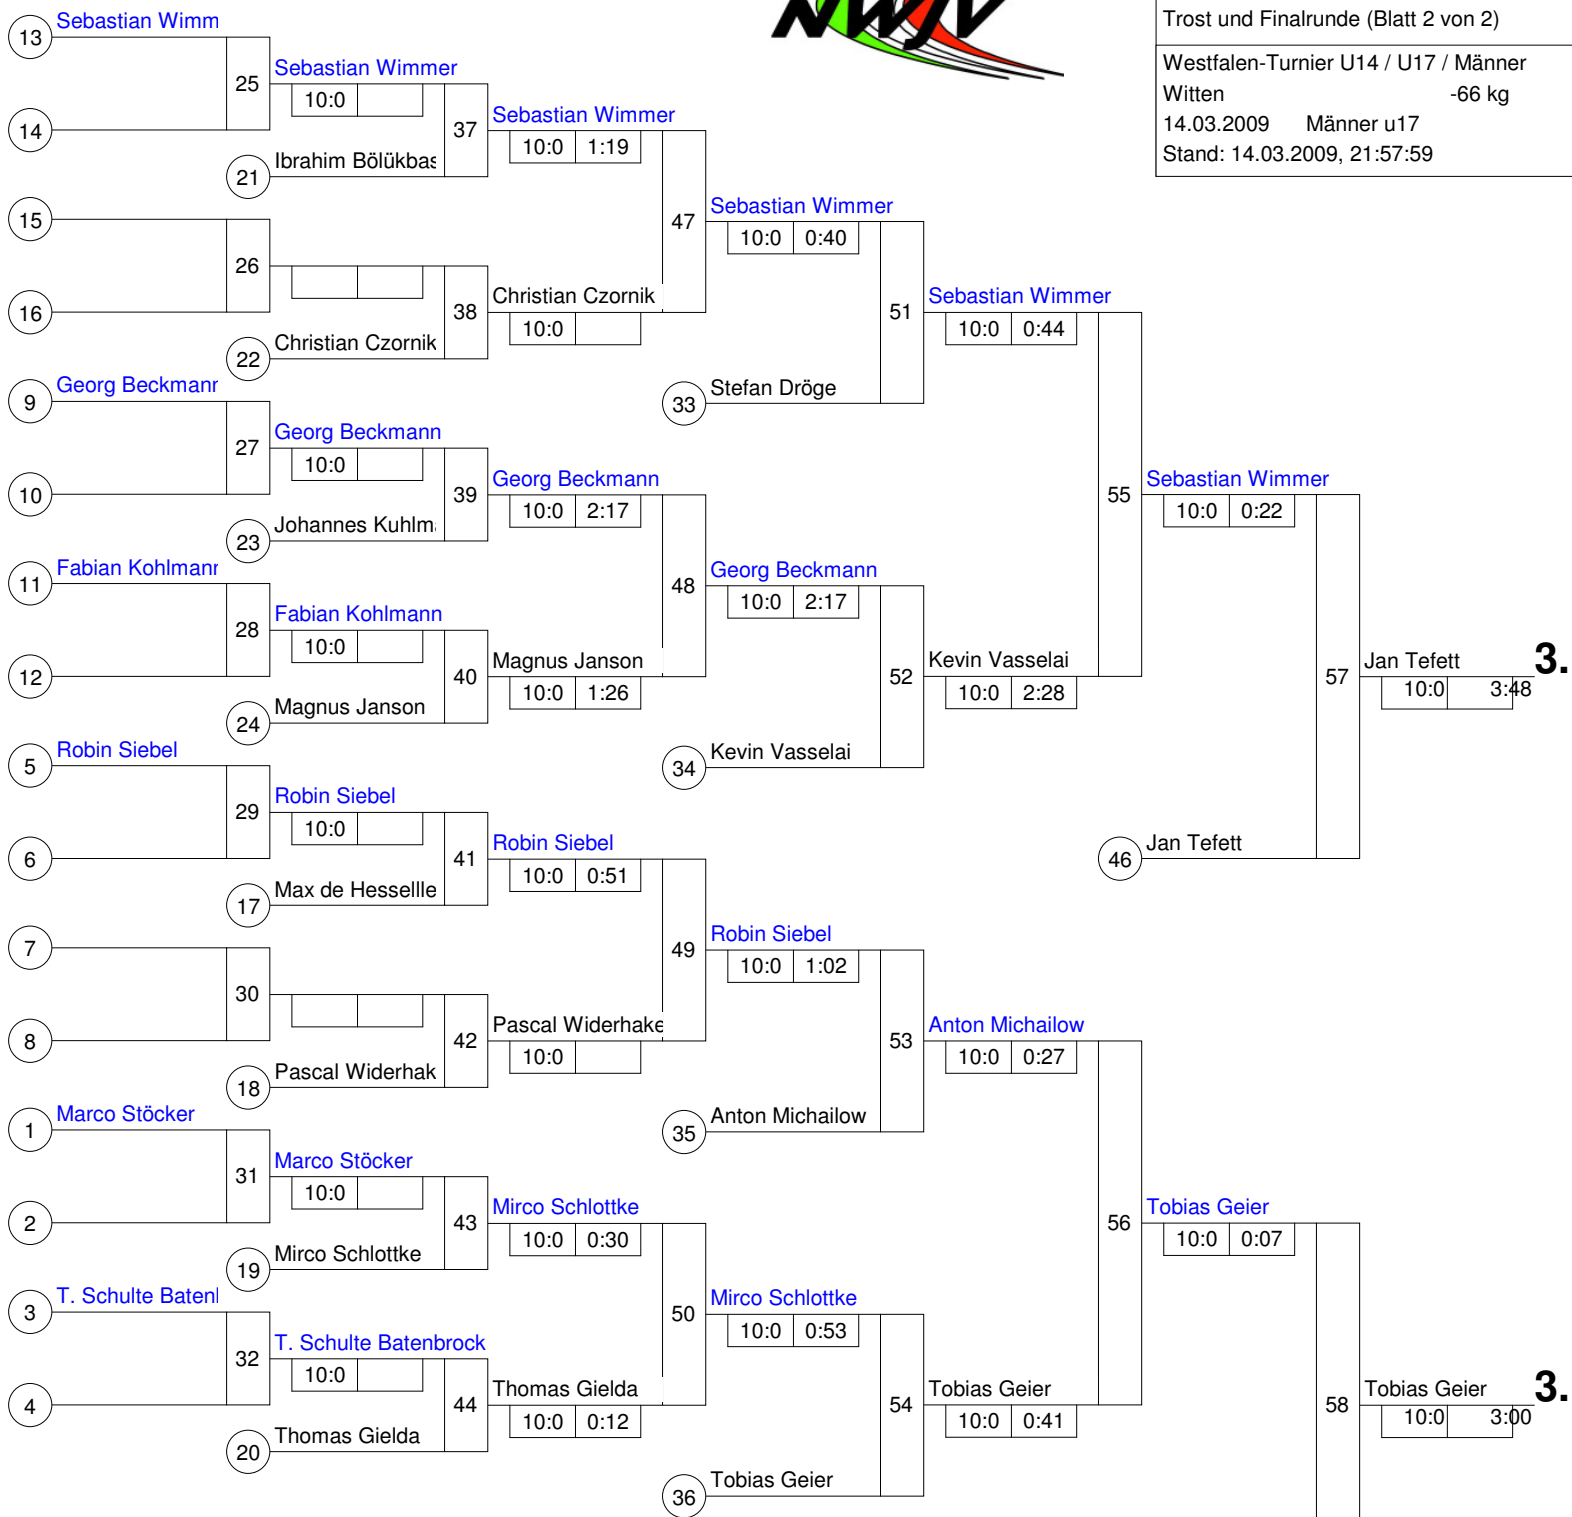 NWJV
Trost und Finalrunde (Blatt 2 von 2)
Westfalen-Turnier U14 / U17 / Männer
Witten -66 kg
14.03.2009 Männer u17
Stand: 14.03.2009, 21:57:59
13 Sebastian Wimm
25
14
Sebastian Wimmer
10:0
37
21 Ibrahim Bölükbas
Sebastian Wimmer
10:0 1:19
47
15
26
16
38
22 Christian Czornik
Christian Czornik
10:0
Sebastian Wimmer
10:0 0:40
51
33 Stefan Dröge
Sebastian Wimmer
10:0 0:44
55
9 Georg Beckmann
27
10
Georg Beckmann
10:0
39
23 Johannes Kuhlm
Georg Beckmann
10:0 2:17
48
11 Fabian Kohlmann
28
12
Fabian Kohlmann
10:0
40
24 Magnus Janson
Magnus Janson
10:0 1:26
Georg Beckmann
10:0 2:17
52
34 Kevin Vasselai
Kevin Vasselai
10:0 2:28
Sebastian Wimmer
10:0 0:22
57
46 Jan Tefett
Jan Tefett 3.
10:0 3:48
5 Robin Siebel
29
6
Robin Siebel
10:0
41
17 Max de Hessellle
Robin Siebel
10:0 0:51
49
7
30
8
42
18 Pascal Widerhak
Pascal Widerhake
10:0
Robin Siebel
10:0 1:02
53
35 Anton Michailow
Anton Michailow
10:0 0:27
56
1 Marco Stöcker
31
2
Marco Stöcker
10:0
43
19 Mirco Schlottke
Mirco Schlottke
10:0 0:30
50
3 T. Schulte Baten
32
4
T. Schulte Batenbrock
10:0
44
20 Thomas Gielda
Thomas Gielda
10:0 0:12
Mirco Schlottke
10:0 0:53
54
36 Tobias Geier
Tobias Geier
10:0 0:41
Tobias Geier
10:0 0:07
58
Tobias Geier 3.
10:0 3:00